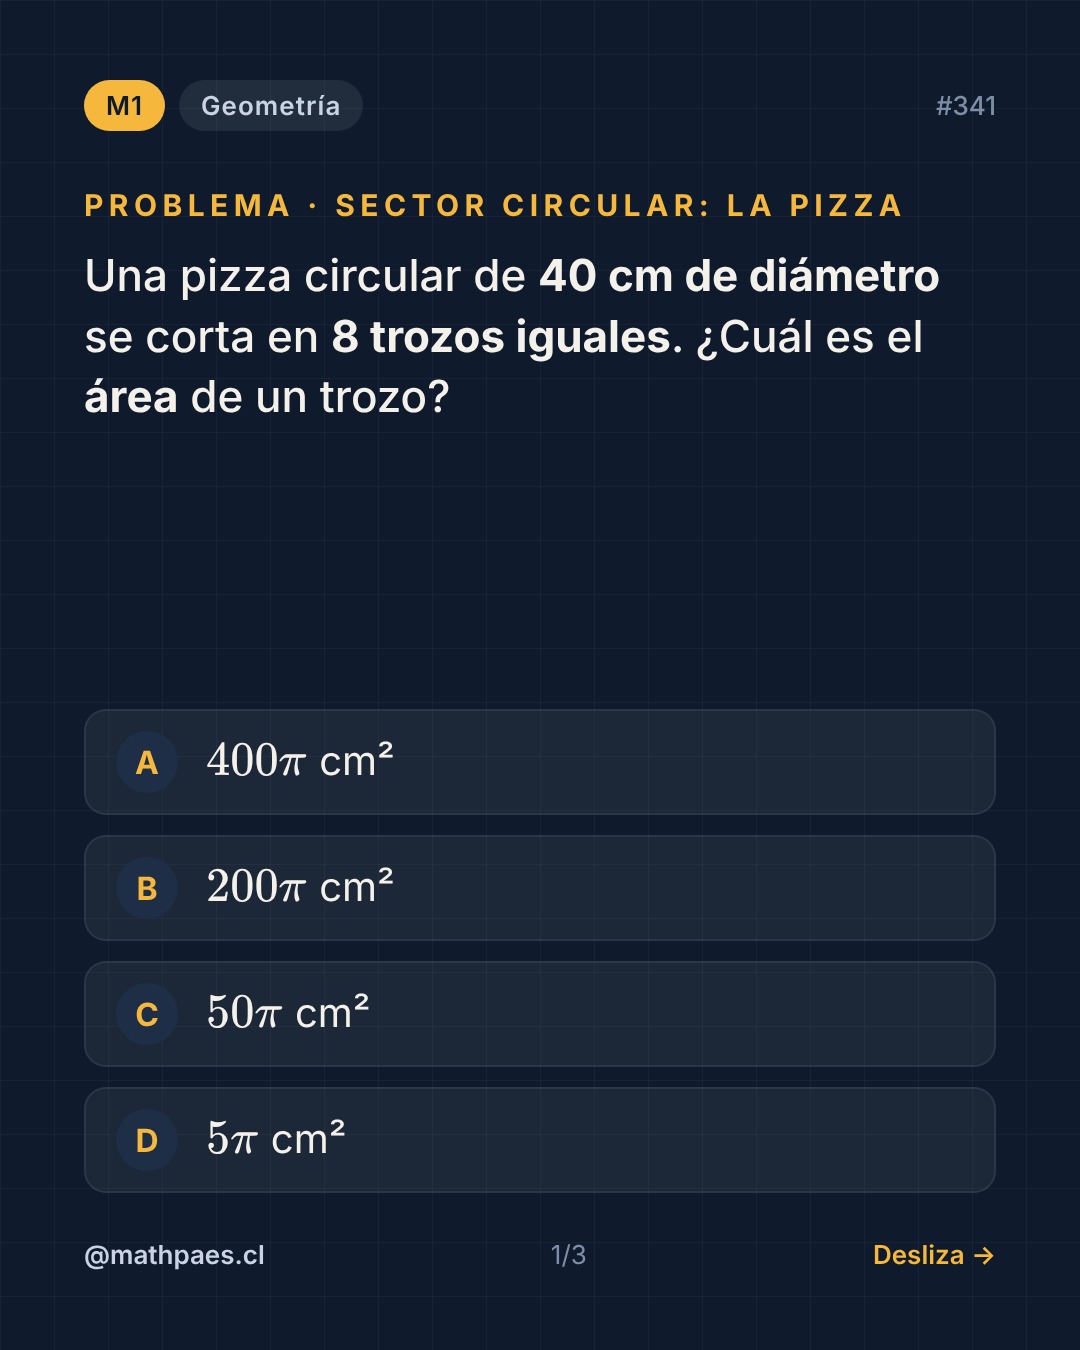 M1 Geometría #341
PROBLEMA · SECTOR CIRCULAR: LA PIZZA
Una pizza circular de 40 cm de diámetro
se corta en 8 trozos iguales. ¿Cuál es el
área de un trozo?
A 400π cm²
B 200π cm²
C 50π cm²
D 5π cm²
@mathpaes.cl 1/3 Desliza →